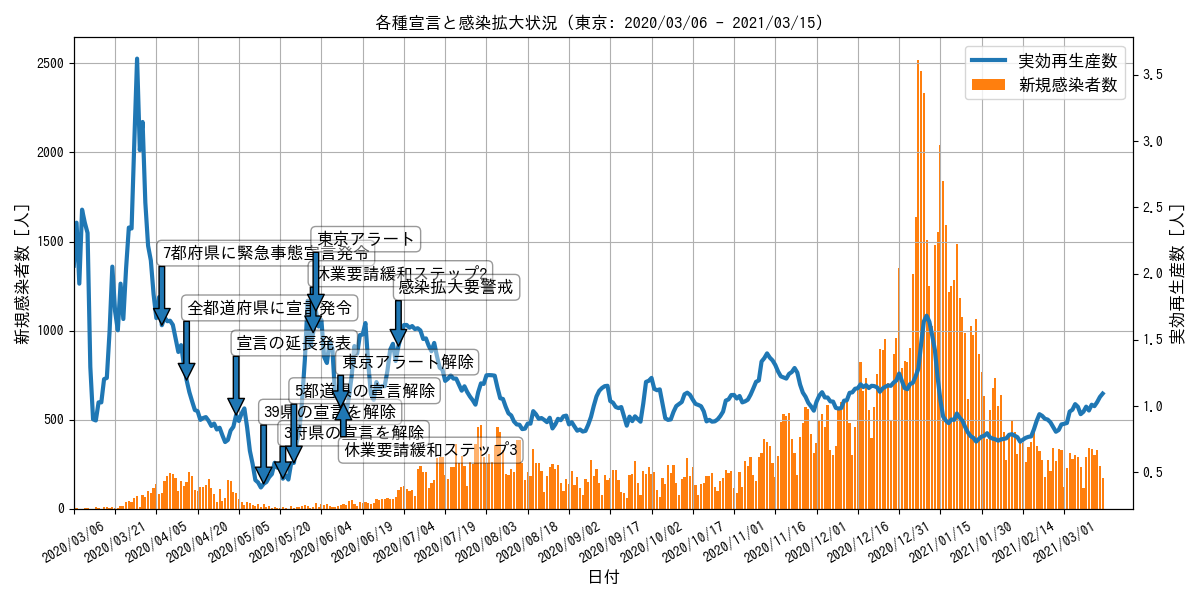 各種宣言と感染拡大状況 (東京: 2020/03/06 - 2021/03/15)
実効再生産数
新規感染者数
2500
2000
1500
1000
500
0
新規感染者数 [人]
3.5
3.0
2.5
2.0
1.5
1.0
0.5
実効再生産数 [人]
東京アラート
7都府県に緊急事態宣言発令
休業要請緩和ステップ2
感染拡大要警戒
全都道府県に宣言発令
宣言の延長発表
東京アラート解除
5都道県の宣言解除
39県の宣言を解除
3府県の宣言を解除
休業要請緩和ステップ3
2020/03/06
2020/03/21
2020/04/05
2020/04/20
2020/05/05
2020/05/20
2020/06/04
2020/06/19
2020/07/04
2020/07/19
2020/08/03
2020/08/18
2020/09/02
2020/09/17
2020/10/02
2020/10/17
2020/11/01
2020/11/16
2020/12/01
2020/12/16
2020/12/31
2021/01/15
2021/01/30
2021/02/14
2021/03/01
日付